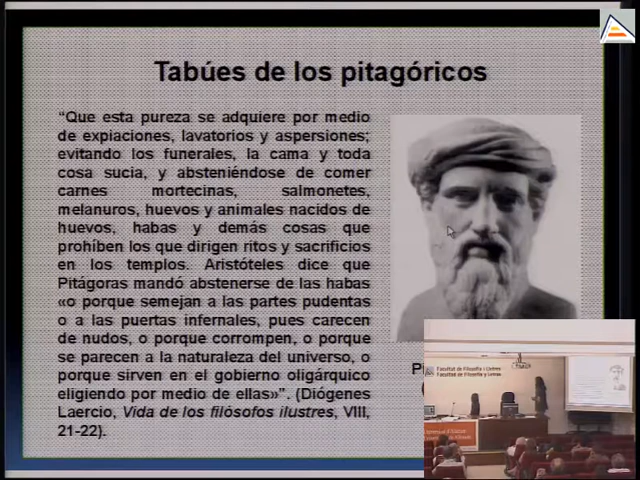 Tabúes de los pitagóricos
“Que esta pureza se adquiere por medio
de expiaciones, lavatorios y aspersiones;
evitando los funerales, la cama y toda
cosa sucia, y absteniéndose de comer
carnes mortecinas, salmonetes,
melanuros, huevos y animales nacidos de
huevos, habas y demás cosas que
prohíben los que dirigen ritos y sacrificios
en los templos. Aristóteles dice que
Pitágoras mandó abstenerse de las habas
«o porque semejan a las partes pudentas
o a las puertas infernales, pues carecen
de nudos, o porque corrompen, o porque
se parecen a la naturaleza del universo, o
porque sirven en el gobierno oligárquico
eligiendo por medio de ellas»”. (Diógenes
Laercio, Vida de los filósofos ilustres, VIII,
21-22).
Facultat de Filosofia i Lletres
Facultad de Filosofía y Letras